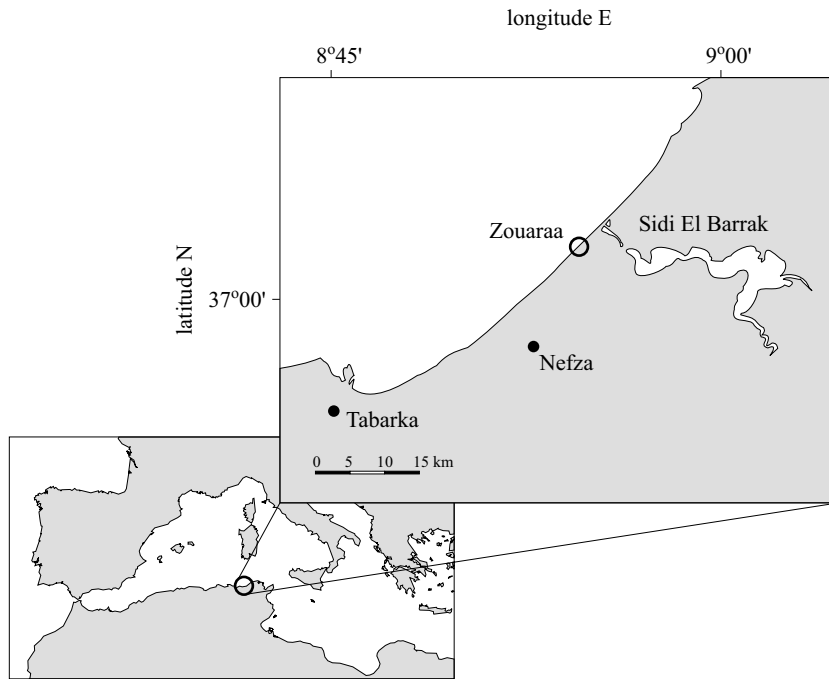 longitude E
8°45' 9°00'
Zouaraa
Sidi El Barrak
latitude N
37°00'
Nefza
Tabarka
0 5 10 15 km